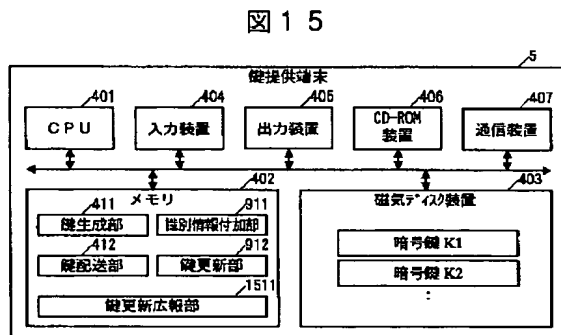 図15
5
鍵提供端末
401
404
405
406
407
CPU
入力装置
出力装置
CD-ROM
装置
通信装置
402
403
メモリ
磁気ディスク装置
411
911
鍵生成部
識別情報付加部
412
912
鍵配送部
鍵更新部
1511
鍵更新広報部
暗号鍵K1
暗号鍵K2
: